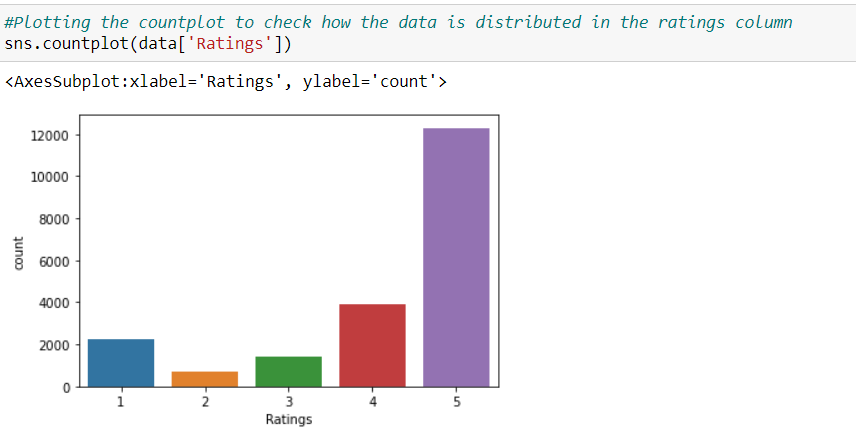 #Plotting the countplot to check how the data is distributed in the ratings column
sns.countplot(data['Ratings'])
<AxesSubplot:xlabel='Ratings', ylabel='count'>
12000
10000
8000
6000
4000
2000
0
count
1 2 3 4 5
Ratings